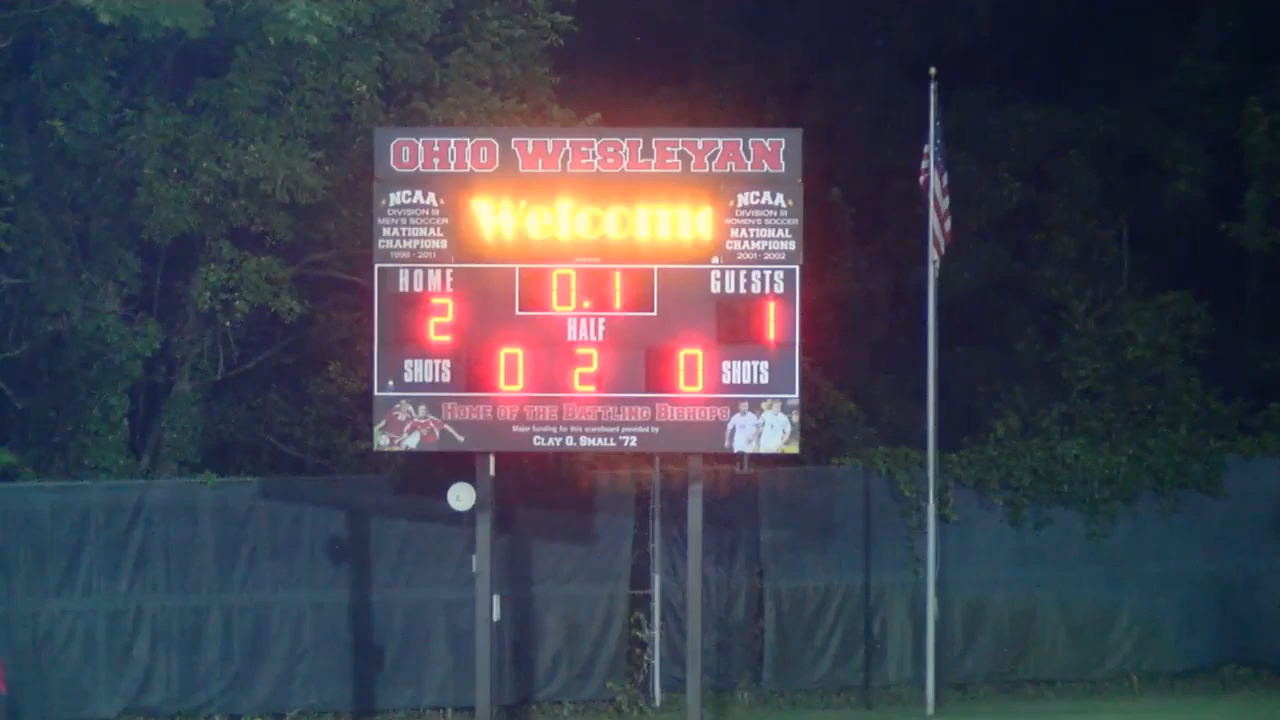 OHIO WESLEYAN
NCAA
DIVISION III
MEN'S SOCCER
NATIONAL
CHAMPIONS
1998 · 2011
Welcome
NCAA
DIVISION III
WOMEN'S SOCCER
NATIONAL
CHAMPIONS
2001 · 2002
HOME
0.1
GUESTS
2
1
HALF
SHOTS
0
2
0
SHOTS
HOME OF THE BATTLING BISHOPS
Major funding for this scoreboard provided by
CLAY G. SMALL '72